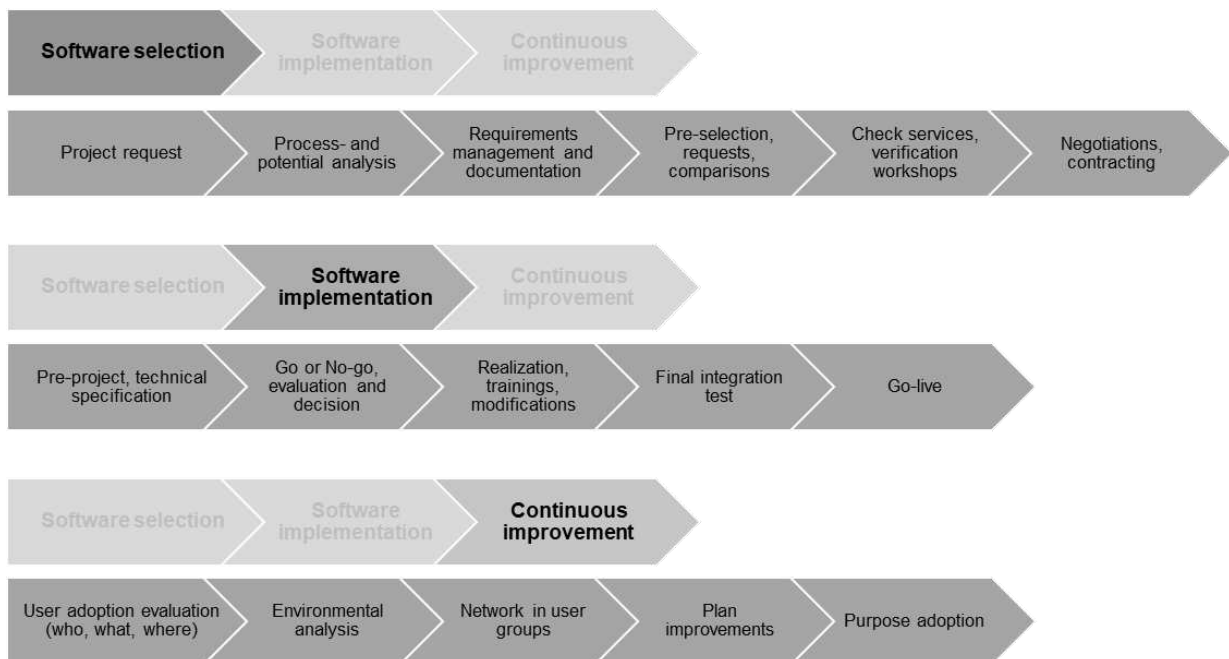 Software selection
Software
implementation
Continuous
improvement
Project request
Process- and
potential analysis
Requirements
management and
documentation
Pre-selection,
requests,
comparisons
Check services,
verification
workshops
Negotiations,
contracting
Software selection
Software
implementation
Continuous
improvement
Pre-project, technical
specification
Go or No-go,
evaluation and
decision
Realization,
trainings,
modifications
Final integration
test
Go-live
Software selection
Software
implementation
Continuous
improvement
User adoption evaluation
(who, what, where)
Environmental
analysis
Network in user
groups
Plan
improvements
Purpose adoption